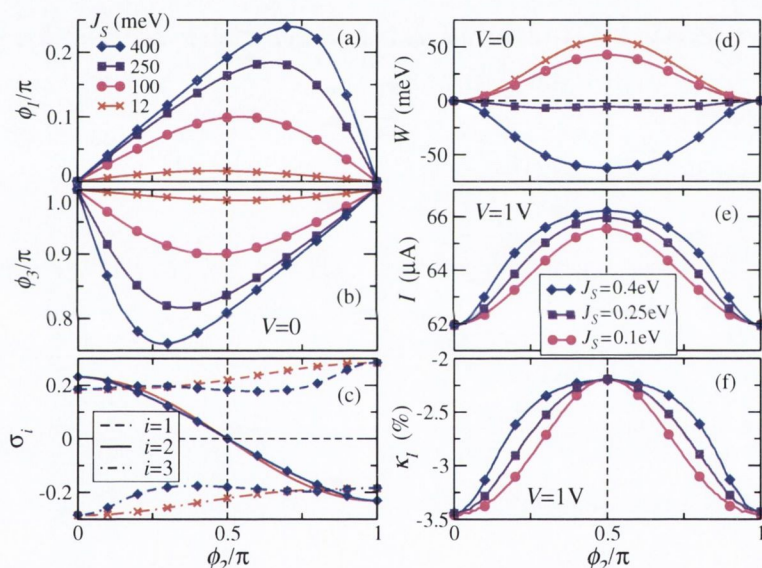 J_S (meV)
400
250
100
12
(a)
0.2
0.1
0
ϕ_1/π
1.0
0.9
0.8
ϕ_3/π
(b)
V=0
(c)
0.2
0
-0.2
σ_i
i=1
i=2
i=3
0
0.5
1
ϕ_2/π
V=0
(d)
50
0
-50
W (meV)
V=1V
(e)
66
64
62
I (μA)
J_S=0.4eV
J_S=0.25eV
J_S=0.1eV
(f)
-2
-2.5
-3
-3.5
κ_I (%)
V=1V
0
0.5
1
ϕ_2/π